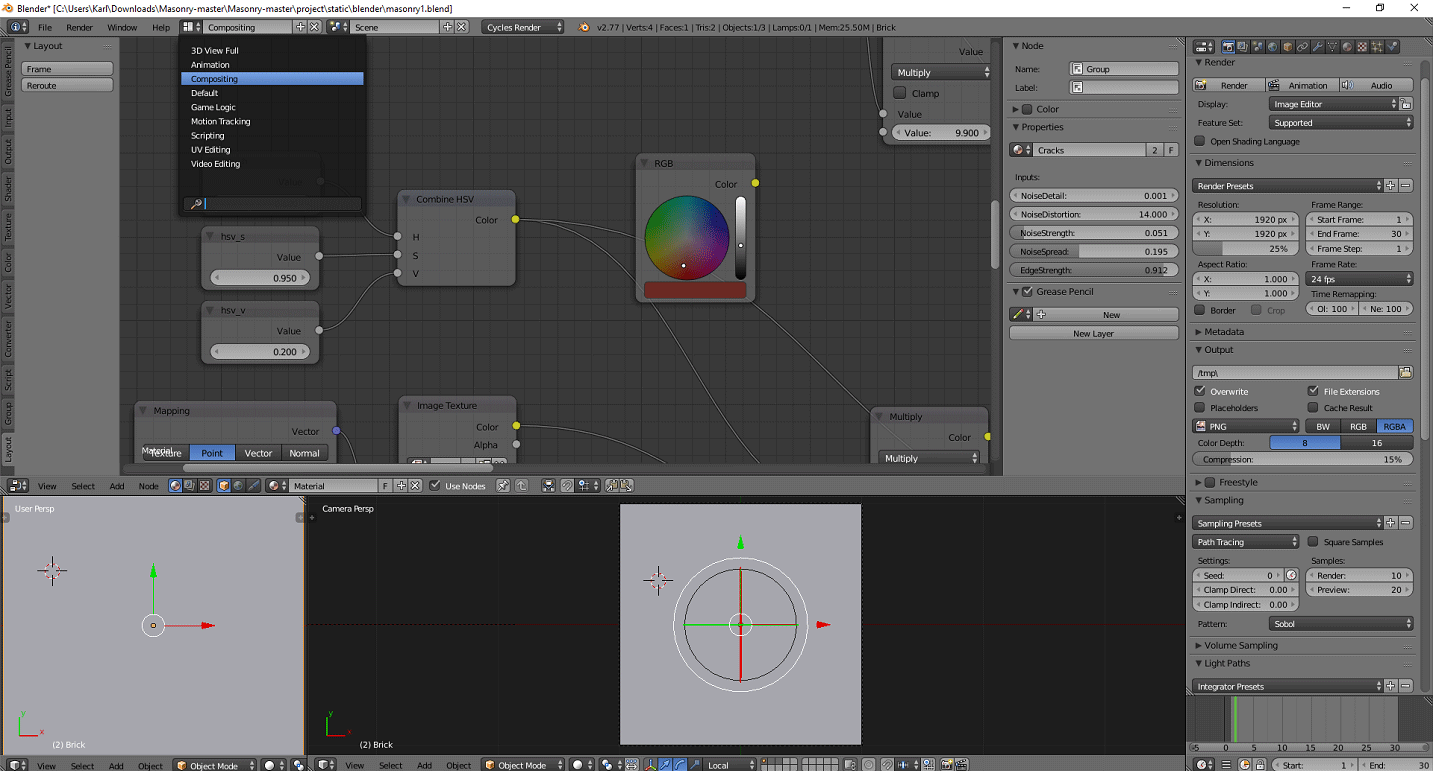 Blender* [C:\Users\Karl\Downloads\Masonry-master\Masonry-master\project\static\blender\masonry1.blend]
File Render Window Help Compositing Scene Cycles Render v2.77 | Verts:4 | Faces:1 | Tris:2 | Objects:1/3 | Lamps:0/1 | Mem:25.50M | Brick
Layout
Frame
Reroute
Grease Pencil
Input
Output
Shader
Texture
Color
Vector
Converter
Script
Group
Layout
3D View Full
Animation
Compositing
Default
Game Logic
Motion Tracking
Scripting
UV Editing
Video Editing
Value
hsv_s
Value
0.950
hsv_v
Value
0.200
Combine HSV
Color
H
S
V
RGB
Color
Value
Multiply
Clamp
Value
Value: 9.900
Mapping
Vector
Material
Texture Point Vector Normal
Image Texture
Color
Alpha
Multiply
Color
Multiply
View Select Add Node Material F Use Nodes
Node
Name: Group
Label:
Color
Properties
Cracks 2 F
Inputs:
NoiseDetail: 0.001
NoiseDistortion: 14.000
NoiseStrength: 0.051
NoiseSpread: 0.195
EdgeStrength: 0.912
Grease Pencil
New
New Layer
Render
Render Animation Audio
Display: Image Editor
Feature Set: Supported
Open Shading Language
Dimensions
Render Presets
Resolution: Frame Range:
X: 1920 px Start Frame: 1
Y: 1920 px End Frame: 30
25% Frame Step: 1
Aspect Ratio: Frame Rate:
X: 1.000 24 fps
Y: 1.000 Time Remapping:
Border Crop Ol: 100 Ne: 100
Metadata
Output
/tmp\
Overwrite File Extensions
Placeholders Cache Result
PNG BW RGB RGBA
Color Depth: 8 16
Compression: 15%
Freestyle
Sampling
Sampling Presets
Path Tracing Square Samples
Settings: Samples:
Seed: 0 Render: 10
Clamp Direct: 0.00 Preview: 20
Clamp Indirect: 0.00
Pattern: Sobol
Volume Sampling
Light Paths
Integrator Presets
User Persp
y
x
(2) Brick
View Select Add Object Object Mode
Camera Persp
y
x
(2) Brick
View Select Add Object Object Mode Local
-5 0 5 10 15 20 25 30
Start: 1 End: 30